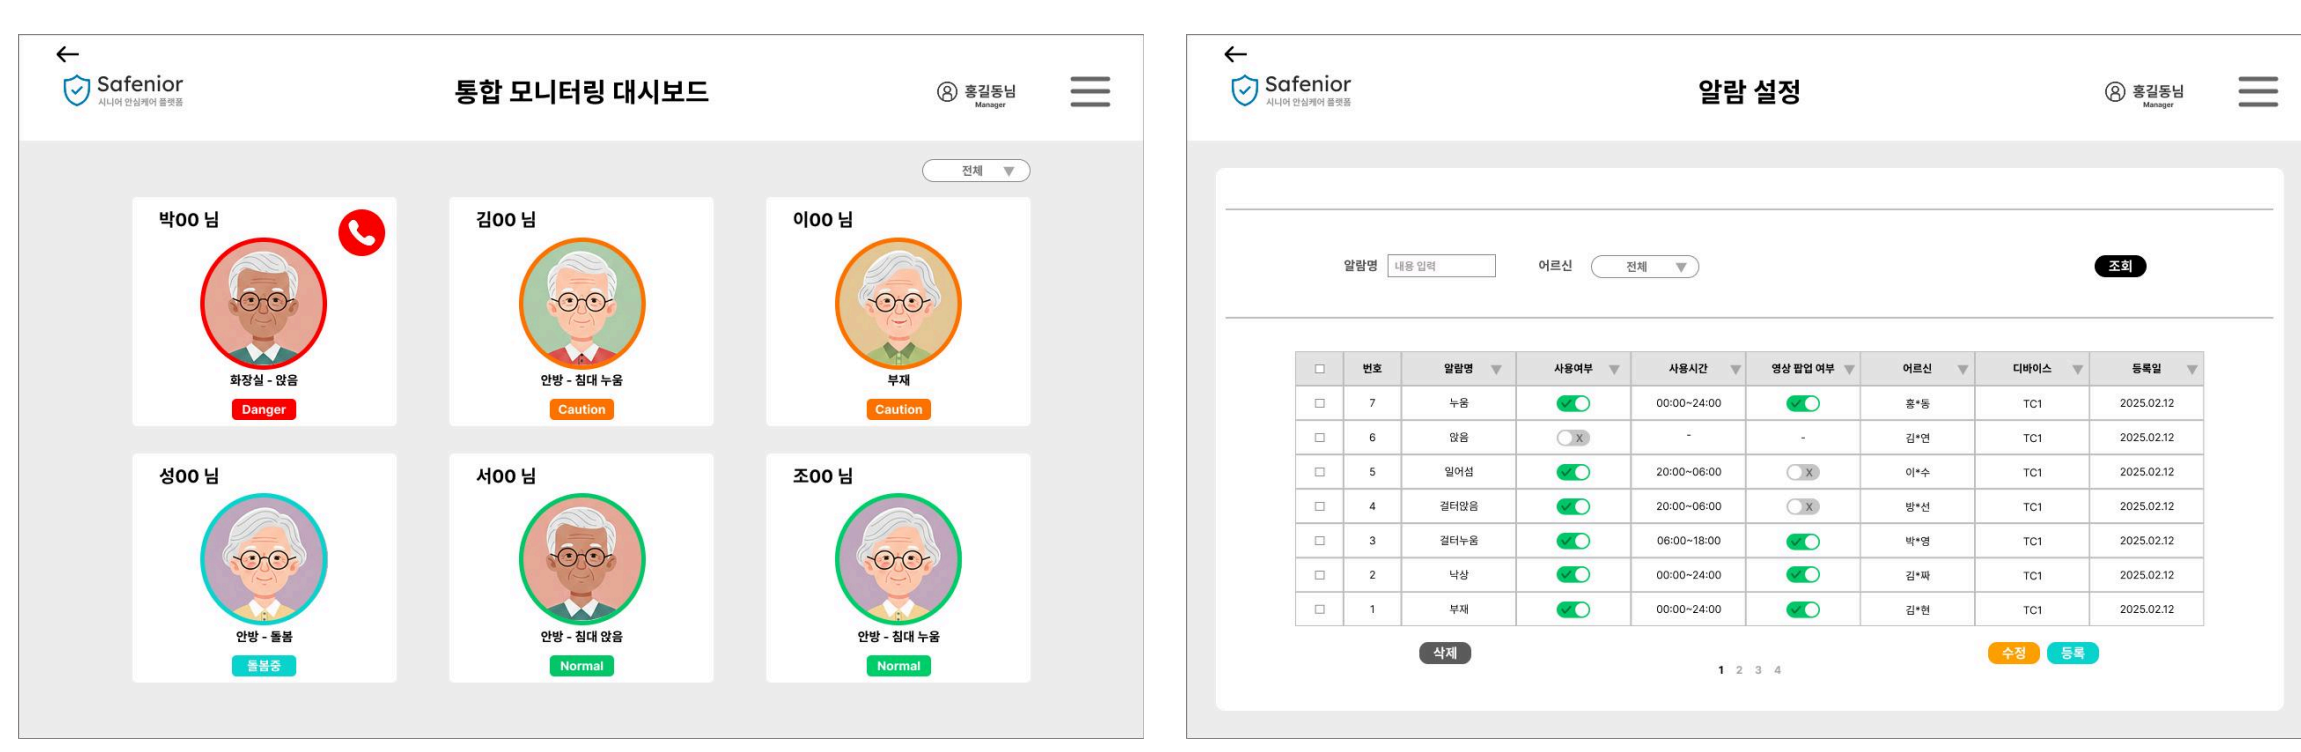 Safenior
시니어 안심케어 플랫폼
통합 모니터링 대시보드
홍길동님
Manager
전체
박00 님
화장실 - 앉음
Danger
김00 님
안방 - 침대 누움
Caution
이00 님
부재
Caution
성00 님
안방 - 돌봄
돌봄중
서00 님
안방 - 침대 앉음
Normal
조00 님
안방 - 침대 누움
Normal
Safenior
시니어 안심케어 플랫폼
알람 설정
홍길동님
Manager
알람명 내용 입력 어르신 전체 조회
번호 알람명 사용여부 사용시간 영상 팝업 여부 어르신 디바이스 등록일
7 누움 00:00~24:00 홍*동 TC1 2025.02.12
6 앉음 X - - 김*연 TC1 2025.02.12
5 일어섬 20:00~06:00 X 이*수 TC1 2025.02.12
4 걸터앉음 20:00~06:00 X 방*선 TC1 2025.02.12
3 걸터누움 06:00~18:00 박*영 TC1 2025.02.12
2 낙상 00:00~24:00 김*짜 TC1 2025.02.12
1 부재 00:00~24:00 김*현 TC1 2025.02.12
삭제 수정 등록
1 2 3 4